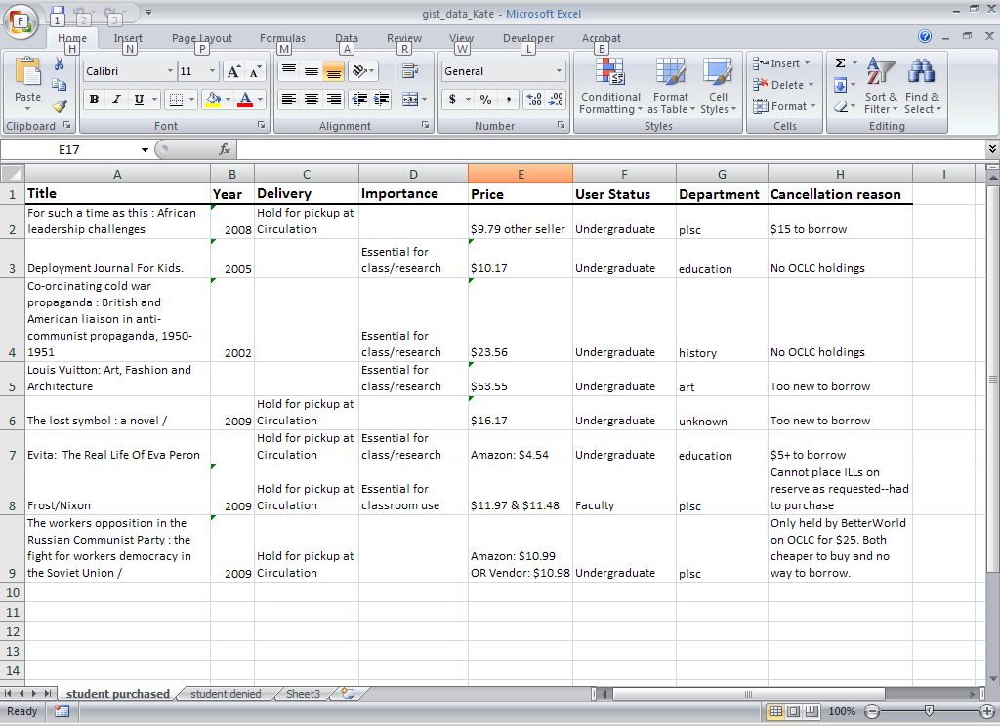 gist_data_Kate - Microsoft Excel
F 1 2 3
Home Insert Page Layout Formulas Data Review View Developer Acrobat
H N P M A R W L B
Paste
Clipboard
Calibri 11 A A
B I U A
Font
Alignment
General
$ % , .00 .00
Number
Conditional Formatting
Format as Table
Cell Styles
Styles
Insert
Delete
Format
Cells
Σ
Sort & Filter
Find & Select
Editing
E17 fx
A B C D E F G H I
1 Title Year Delivery Importance Price User Status Department Cancellation reason
For such a time as this : African Hold for pickup at
2 leadership challenges 2008 Circulation $9.79 other seller Undergraduate plsc $15 to borrow
Essential for
3 Deployment Journal For Kids. 2005 class/research $10.17 Undergraduate education No OCLC holdings
Co-ordinating cold war
propaganda : British and
American liaison in anti-
communist propaganda, 1950- Essential for
4 1951 2002 class/research $23.56 Undergraduate history No OCLC holdings
Louis Vuitton: Art, Fashion and Essential for
5 Architecture class/research $53.55 Undergraduate art Too new to borrow
Hold for pickup at
6 The lost symbol : a novel / 2009 Circulation $16.17 Undergraduate unknown Too new to borrow
Hold for pickup at Essential for
7 Evita: The Real Life Of Eva Peron Circulation class/research Amazon: $4.54 Undergraduate education $5+ to borrow
Cannot place ILLs on
Hold for pickup at Essential for reserve as requested--had
8 Frost/Nixon 2009 Circulation classroom use $11.97 & $11.48 Faculty plsc to purchase
The workers opposition in the Only held by BetterWorld
Russian Communist Party : the on OCLC for $25. Both
fight for workers democracy in Hold for pickup at Amazon: $10.99 cheaper to buy and no
9 the Soviet Union / 2009 Circulation OR Vendor: $10.98 Undergraduate plsc way to borrow.
10
11
12
13
14
student purchased student denied Sheet3
Ready 100%